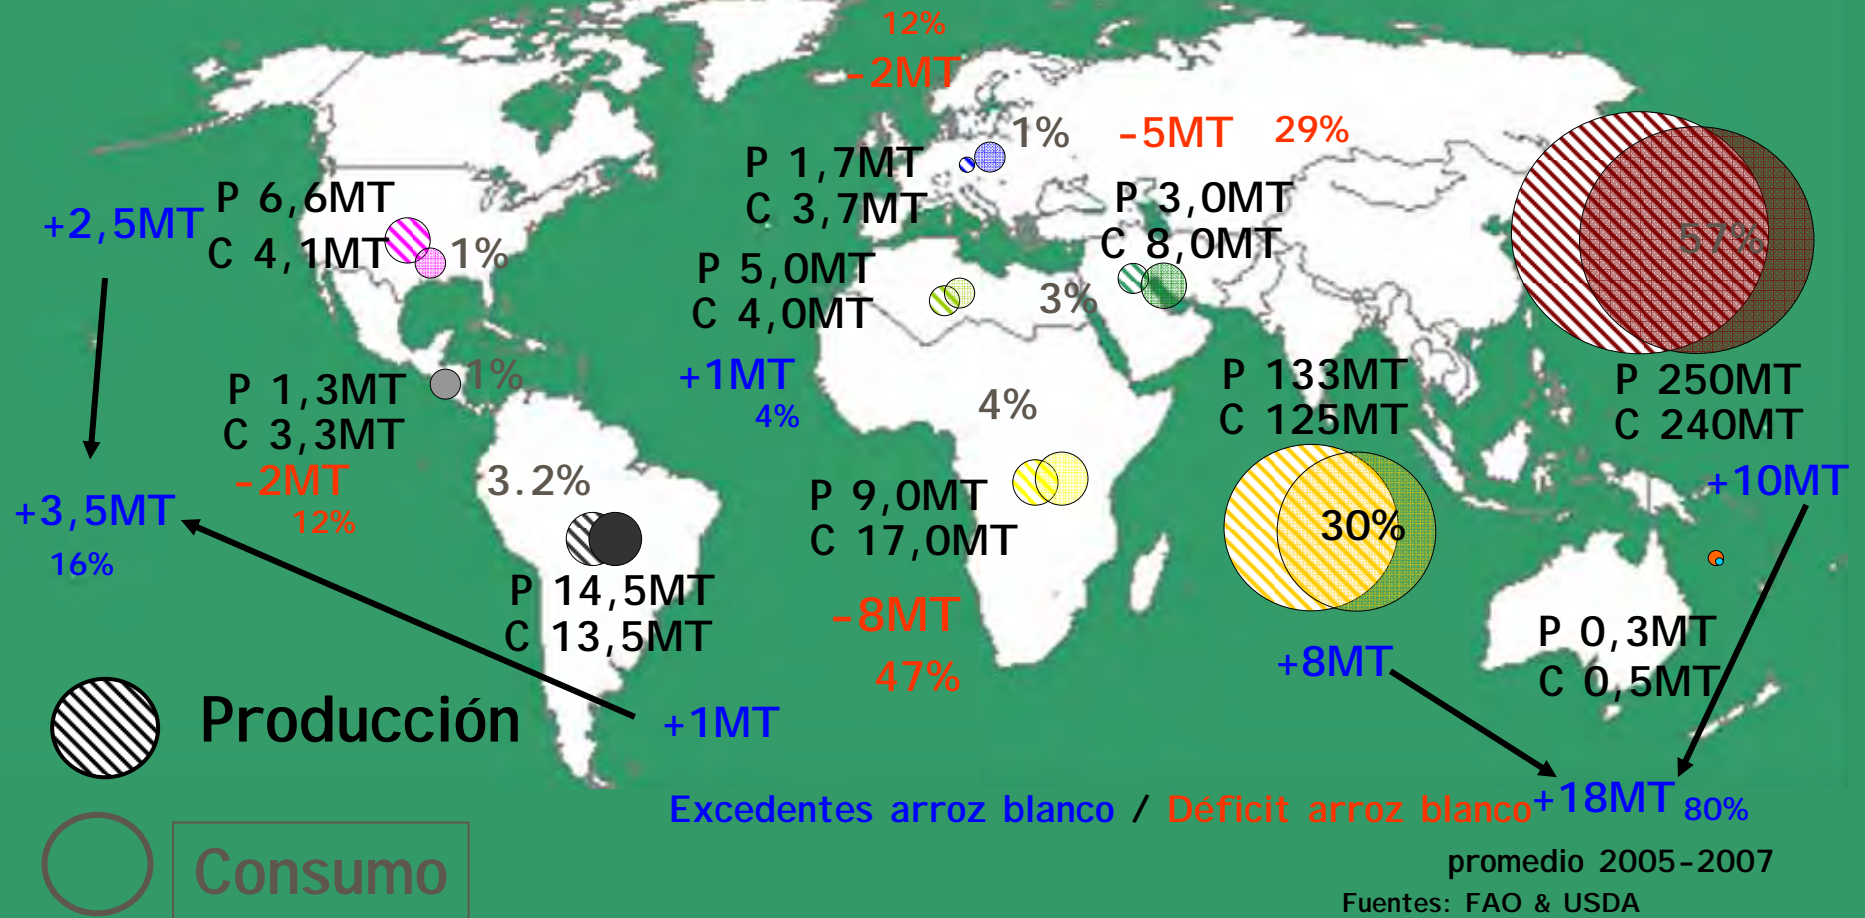 12%
-2MT
1%
-5MT 29%
P 1,7MT
C 3,7MT
P 6,6MT
C 4,1MT
1%
+2,5MT
P 3,0MT
C 8,0MT
57%
P 5,0MT
C 4,0MT
3%
+1MT
4%
P 1,3MT
C 3,3MT
1%
-2MT
12%
4%
P 133MT
C 125MT
P 250MT
C 240MT
+10MT
3.2%
+3,5MT
16%
P 9,0MT
C 17,0MT
30%
P 14,5MT
C 13,5MT
-8MT
47%
+8MT
P 0,3MT
C 0,5MT
+1MT
Producción
Excedentes arroz blanco / Déficit arroz blanco
+18MT 80%
Consumo
promedio 2005-2007
Fuentes: FAO & USDA